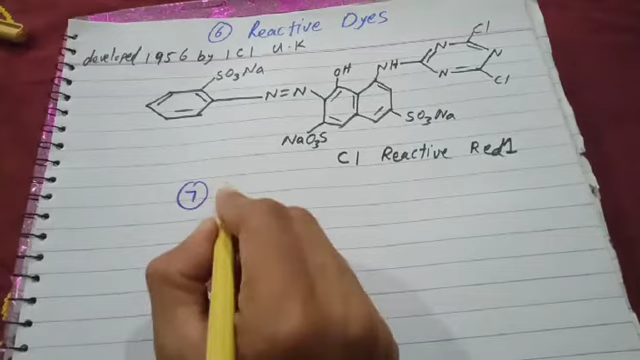 6 Reactive Dyes
developed 1956 by ICI U.K
SO3Na
N=N
OH
NH
N
N
N
Cl
Cl
NaO3S
SO3Na
CI Reactive Red1
7